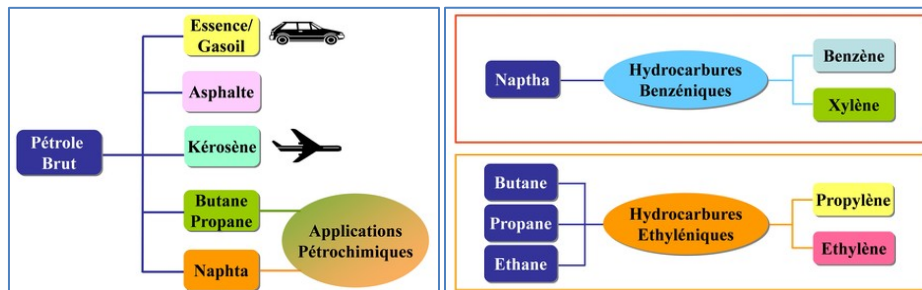 Essence/
Gasoil
Asphalte
Kérosène
Pétrole
Brut
Butane
Propane
Naphta
Applications
Pétrochimiques
Naptha
Hydrocarbures
Benzéniques
Benzène
Xylène
Butane
Propane
Ethane
Hydrocarbures
Ethyléniques
Propylène
Ethylène